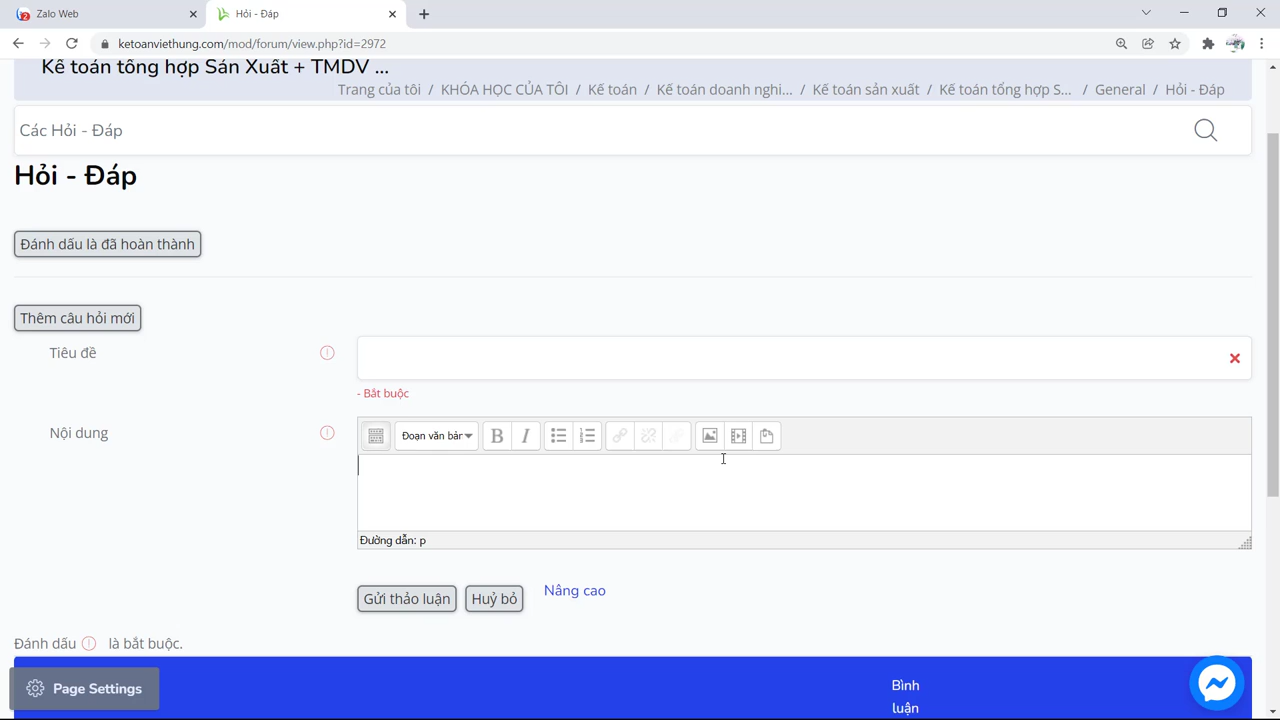 Zalo Web
Hỏi - Đáp
ketoanviethung.com/mod/forum/view.php?id=2972
Kế toán tổng hợp Sản Xuất + TMDV ...
Trang của tôi / KHÓA HỌC CỦA TÔI / Kế toán / Kế toán doanh nghi... / Kế toán sản xuất / Kế toán tổng hợp S... / General / Hỏi - Đáp
Các Hỏi - Đáp
Hỏi - Đáp
Đánh dấu là đã hoàn thành
Thêm câu hỏi mới
Tiêu đề
- Bắt buộc
Nội dung
Đoạn văn bản
B I
Đường dẫn: p
Gửi thảo luận
Huỷ bỏ
Nâng cao
Đánh dấu là bắt buộc.
Page Settings
Bình
luận